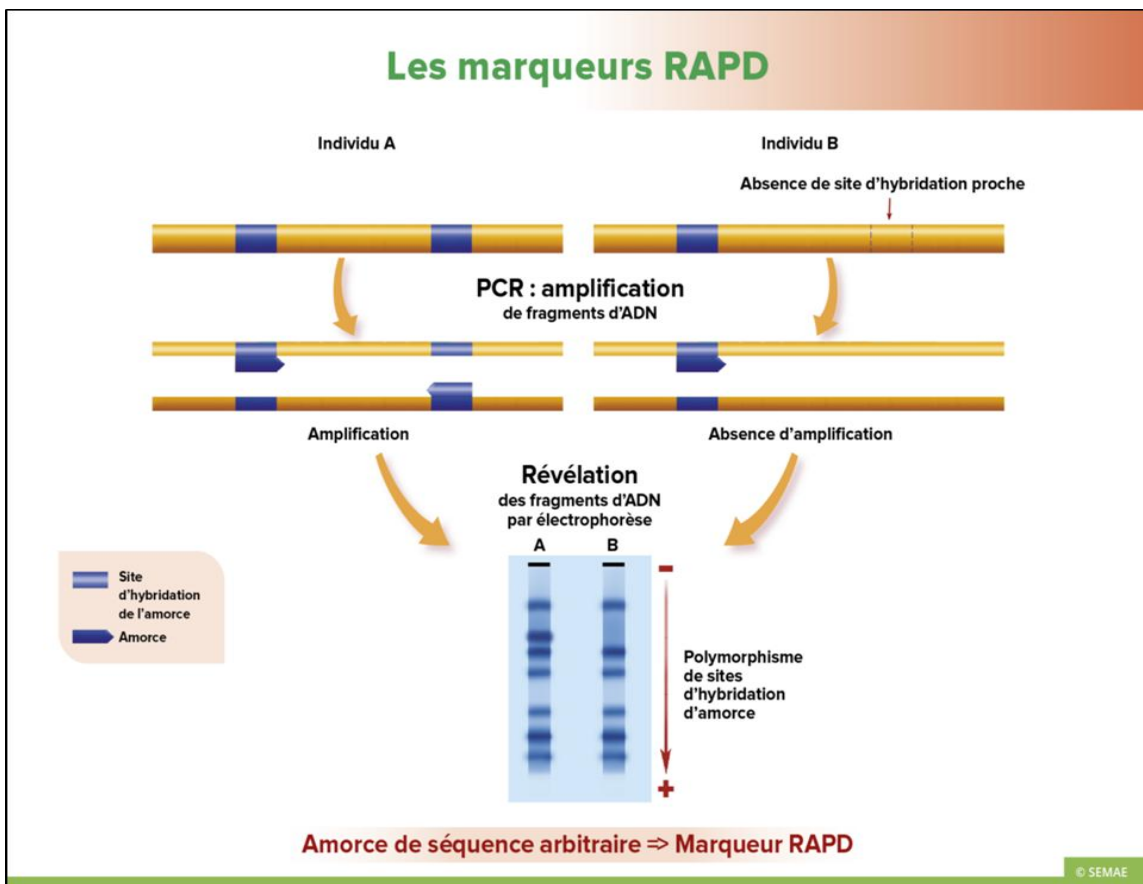 Les marqueurs RAPD
Individu A
Individu B
Absence de site d'hybridation proche
PCR : amplification
de fragments d'ADN
Amplification
Absence d'amplification
Révélation
des fragments d'ADN
par électrophorèse
A
B
-
Site
d'hybridation
de l'amorce
Amorce
Polymorphisme
de sites
d'hybridation
d'amorce
+
Amorce de séquence arbitraire ⇒ Marqueur RAPD
© SEMAE